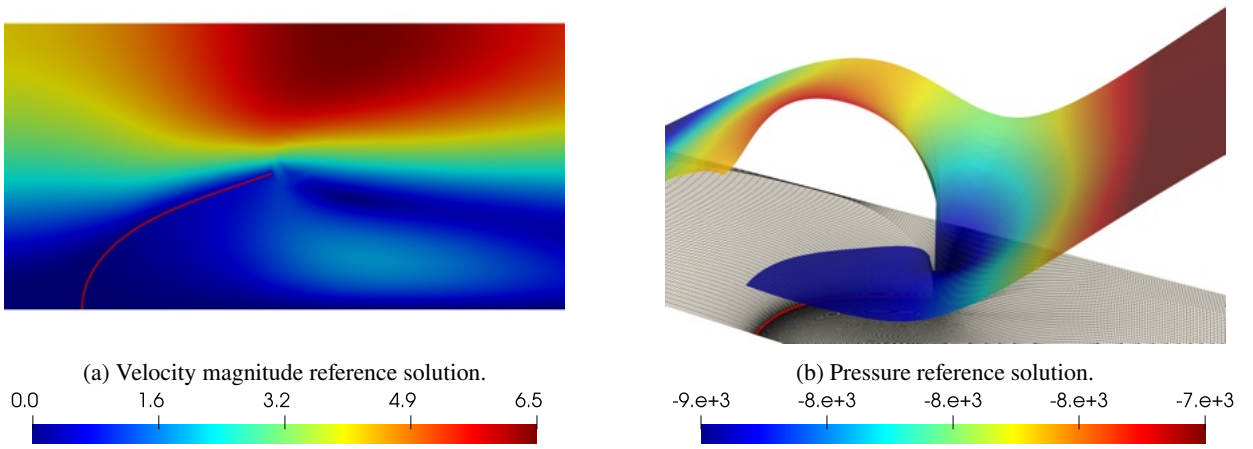 (a) Velocity magnitude reference solution.
0.0 1.6 3.2 4.9 6.5
(b) Pressure reference solution.
-9.e+3 -8.e+3 -8.e+3 -8.e+3 -7.e+3